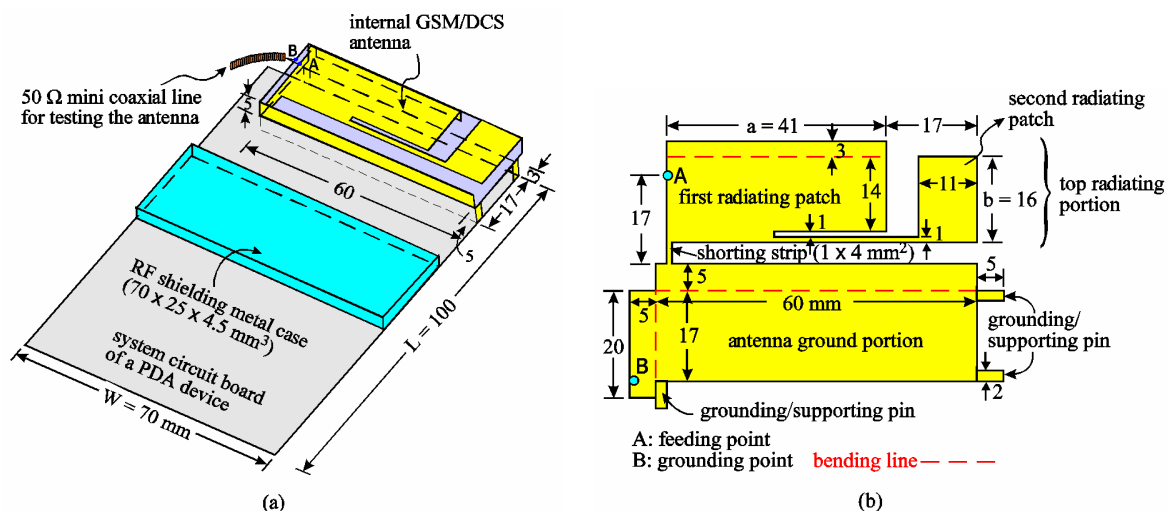 internal GSM/DCS
antenna
B
A
50 Ω mini coaxial line
for testing the antenna
5
60
3
17
5
RF shielding metal case
(70 x 25 x 4.5 mm³)
L = 100
system circuit board
of a PDA device
W = 70 mm
(a)
second radiating
patch
a = 41
17
3
A
17
first radiating patch
14
11
b = 16
top radiating
portion
1
1
shorting strip (1 x 4 mm²)
5
5
5
60 mm
20
17
antenna ground portion
grounding/
supporting pin
B
2
grounding/supporting pin
A: feeding point
B: grounding point
bending line
(b)